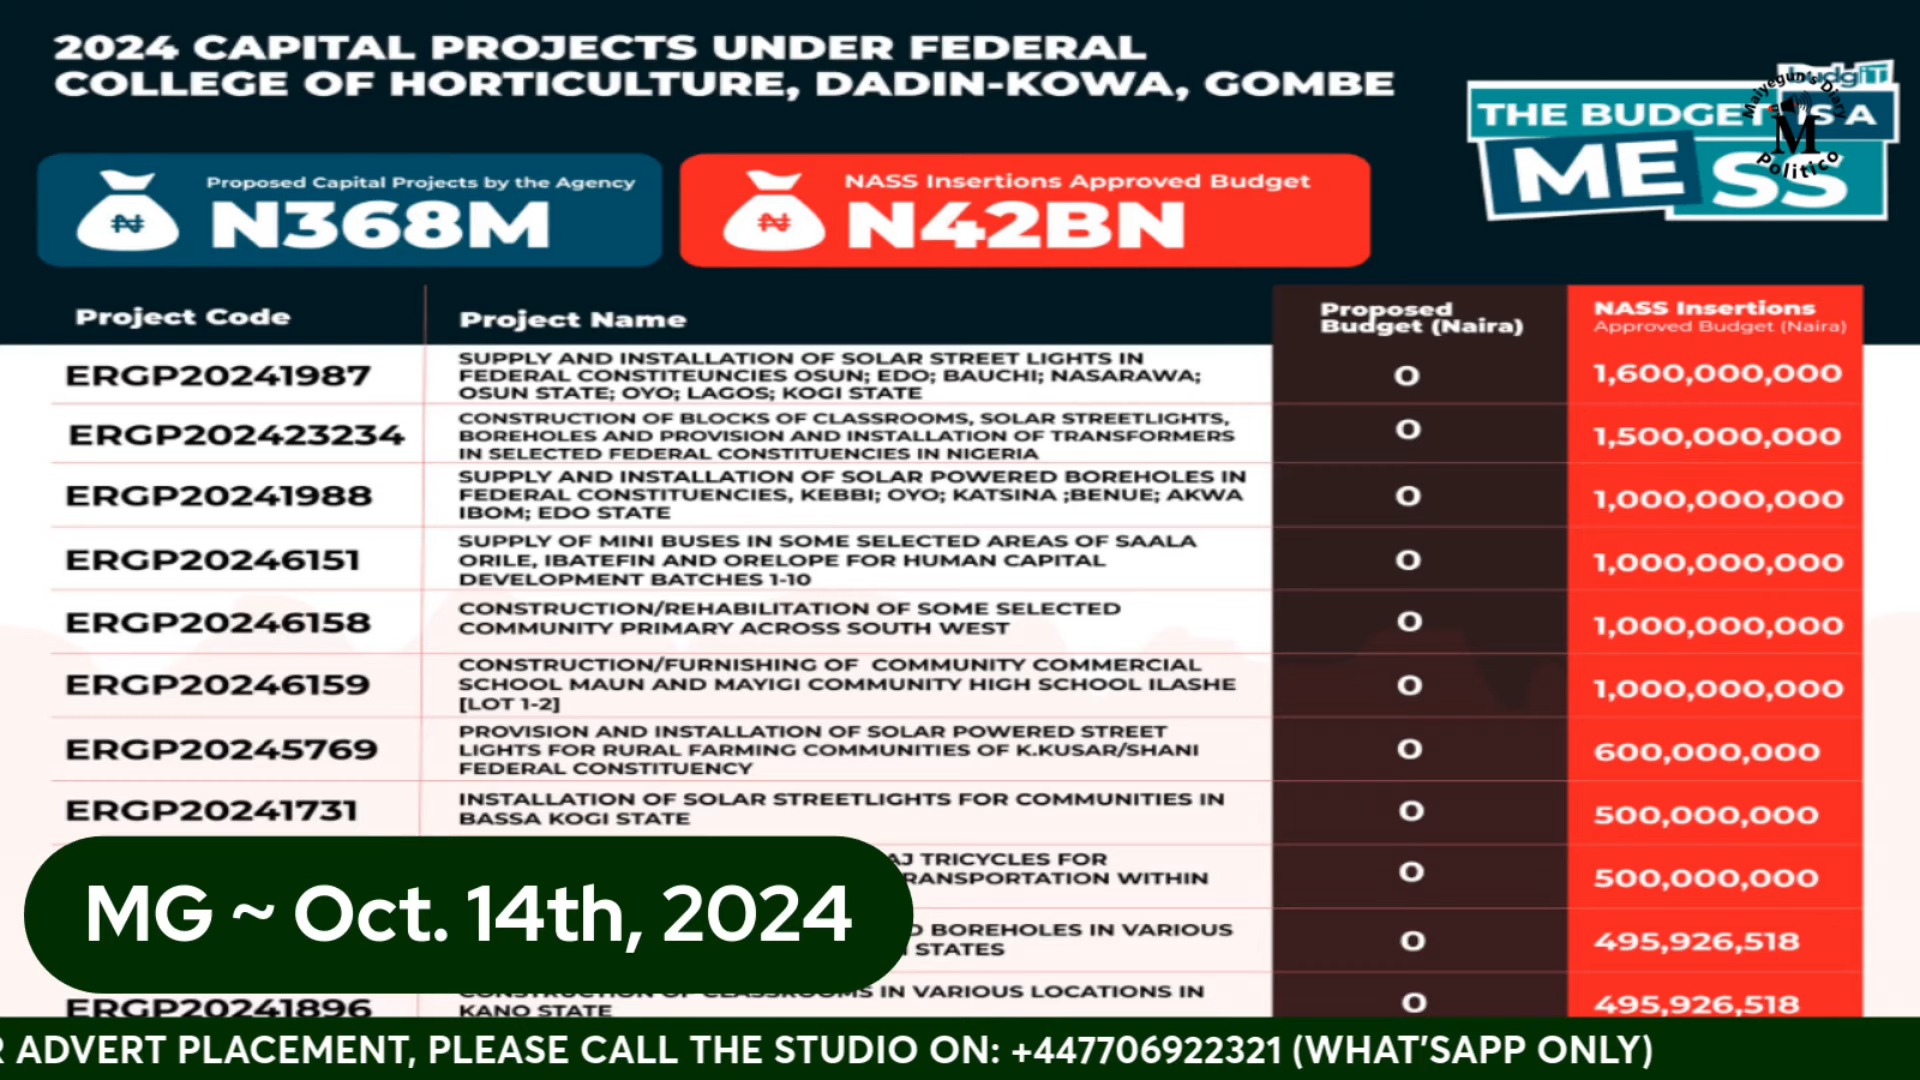 2024 CAPITAL PROJECTS UNDER FEDERAL
COLLEGE OF HORTICULTURE, DADIN-KOWA, GOMBE
budgIT
THE BUDGET IS A
MESS
Maiyegun's Diary
M
Politico
Proposed Capital Projects by the Agency
N368M
NASS Insertions Approved Budget
N42BN
Project Code
Project Name
Proposed
Budget (Naira)
NASS Insertions
Approved Budget (Naira)
ERGP20241987
SUPPLY AND INSTALLATION OF SOLAR STREET LIGHTS IN
FEDERAL CONSTITEUNCIES OSUN; EDO; BAUCHI; NASARAWA;
OSUN STATE; OYO; LAGOS; KOGI STATE
0
1,600,000,000
ERGP202423234
CONSTRUCTION OF BLOCKS OF CLASSROOMS, SOLAR STREETLIGHTS,
BOREHOLES AND PROVISION AND INSTALLATION OF TRANSFORMERS
IN SELECTED FEDERAL CONSTITUENCIES IN NIGERIA
0
1,500,000,000
ERGP20241988
SUPPLY AND INSTALLATION OF SOLAR POWERED BOREHOLES IN
FEDERAL CONSTITUENCIES, KEBBI; OYO; KATSINA ;BENUE; AKWA
IBOM; EDO STATE
0
1,000,000,000
ERGP20246151
SUPPLY OF MINI BUSES IN SOME SELECTED AREAS OF SAALA
ORILE, IBATEFIN AND ORELOPE FOR HUMAN CAPITAL
DEVELOPMENT BATCHES 1-10
0
1,000,000,000
ERGP20246158
CONSTRUCTION/REHABILITATION OF SOME SELECTED
COMMUNITY PRIMARY ACROSS SOUTH WEST
0
1,000,000,000
ERGP20246159
CONSTRUCTION/FURNISHING OF COMMUNITY COMMERCIAL
SCHOOL MAUN AND MAYIGI COMMUNITY HIGH SCHOOL ILASHE
[LOT 1-2]
0
1,000,000,000
ERGP20245769
PROVISION AND INSTALLATION OF SOLAR POWERED STREET
LIGHTS FOR RURAL FARMING COMMUNITIES OF K.KUSAR/SHANI
FEDERAL CONSTITUENCY
0
600,000,000
ERGP20241731
INSTALLATION OF SOLAR STREETLIGHTS FOR COMMUNITIES IN
BASSA KOGI STATE
0
500,000,000
TRICYCLES FOR
WITHIN
0
500,000,000
BOREHOLES IN VARIOUS
STATES
0
495,926,518
ERGP20241896
CONSTRUCTION OF CLASSROOMS IN VARIOUS LOCATIONS IN
KANO STATE
0
495,926,518
MG ~ Oct. 14th, 2024
ADVERT PLACEMENT, PLEASE CALL THE STUDIO ON: +447706922321 (WHAT'SAPP ONLY)